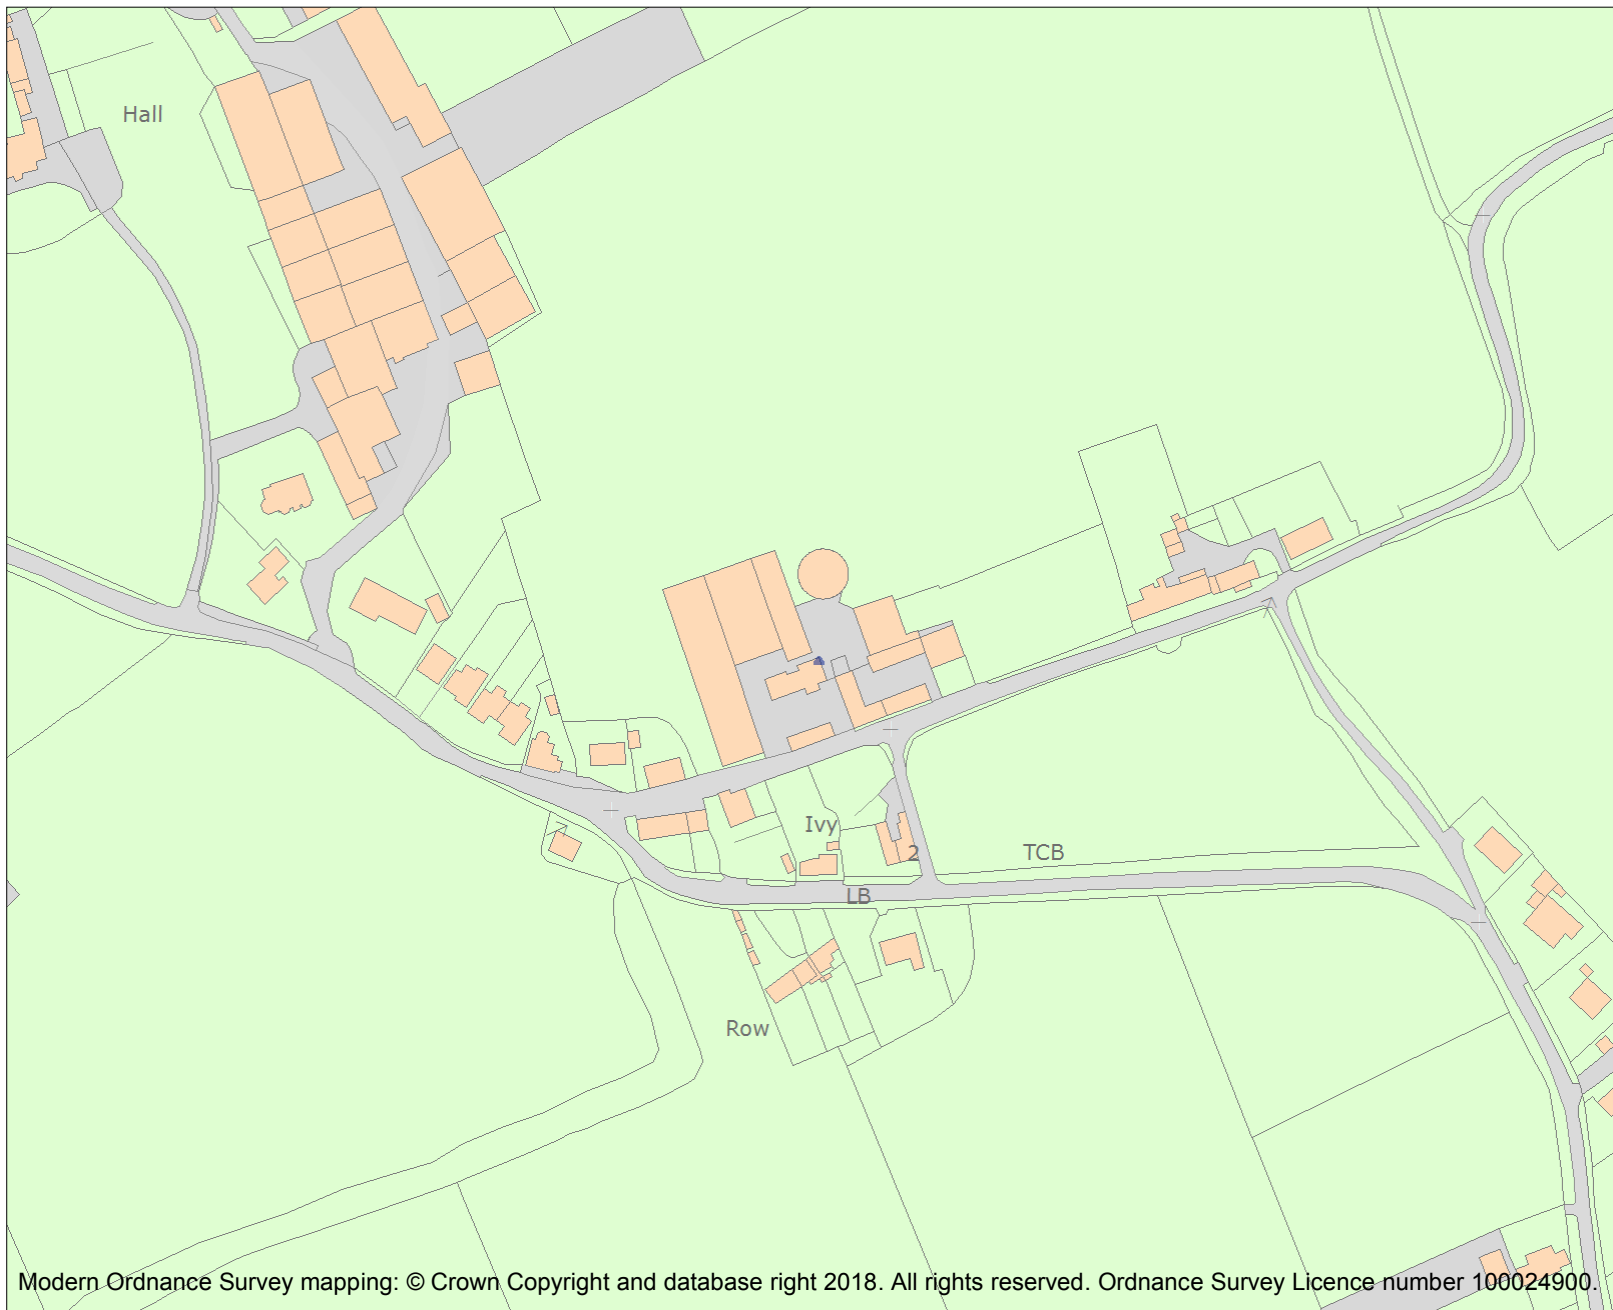 Hall
Ivy
2
TCB
LB
Row
Modern Ordnance Survey mapping: © Crown Copyright and database right 2018. All rights reserved. Ordnance Survey Licence number 100024900.